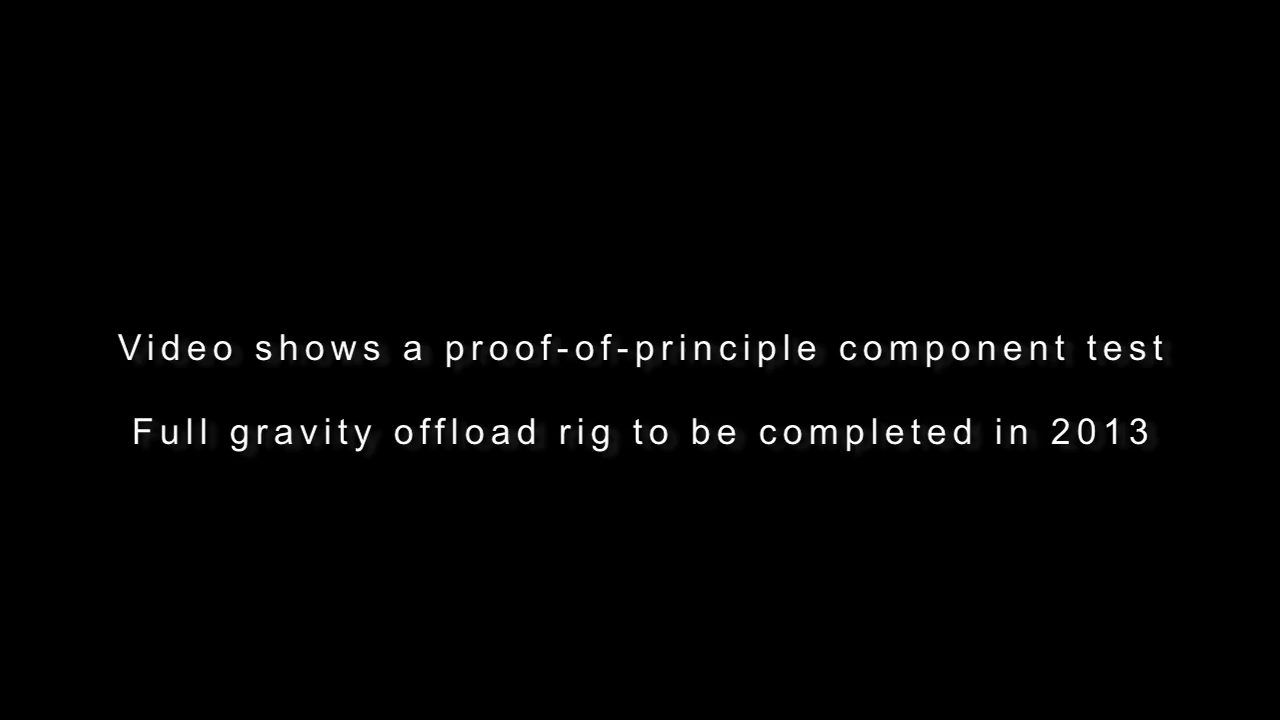 Video shows a proof-of-principle component test
Full gravity offload rig to be completed in 2013